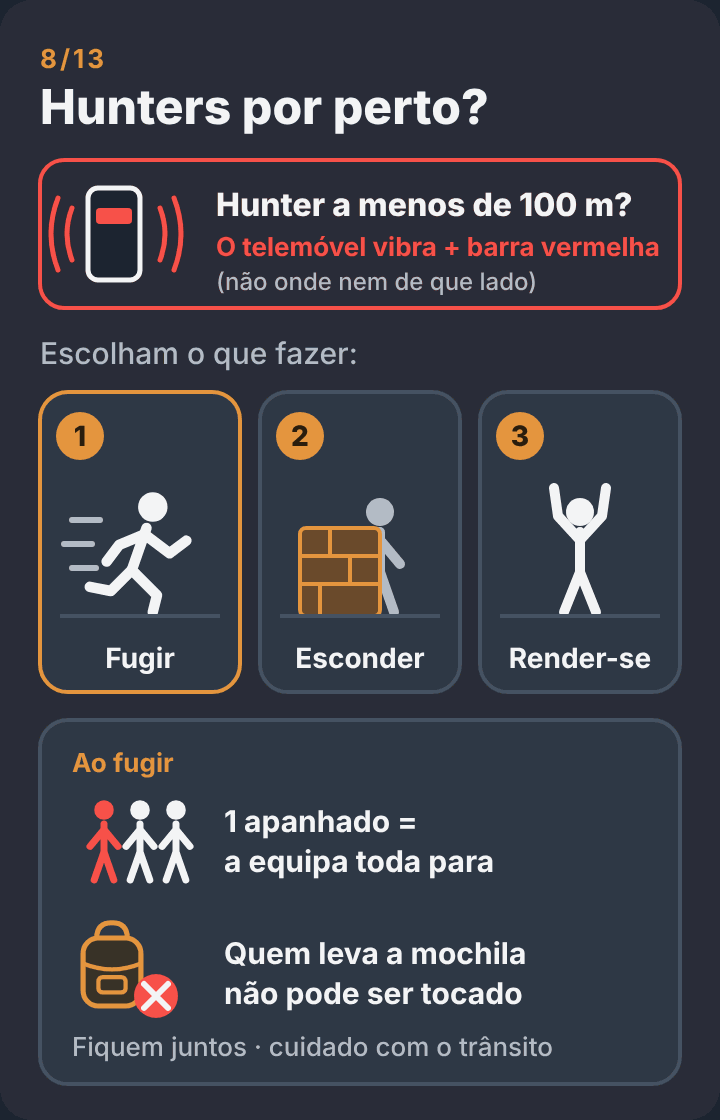 8/13
Hunters por perto?
Hunter a menos de 100 m?
O telemóvel vibra + barra vermelha
(não onde nem de que lado)
Escolham o que fazer:
1
2
3
Fugir
Esconder
Render-se
Ao fugir
1 apanhado =
a equipa toda para
Quem leva a mochila
não pode ser tocado
Fiquem juntos · cuidado com o trânsito